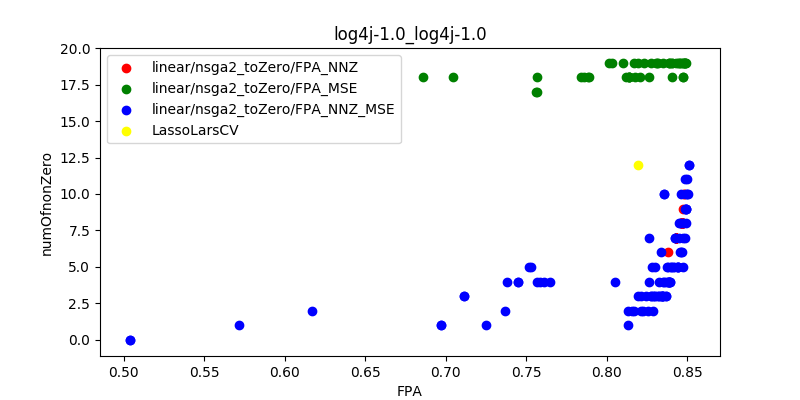 log4j-1.0_log4j-1.0
linear/nsga2_toZero/FPA_NNZ
linear/nsga2_toZero/FPA_MSE
linear/nsga2_toZero/FPA_NNZ_MSE
LassoLarsCV
numOfnonZero
20.0
17.5
15.0
12.5
10.0
7.5
5.0
2.5
0.0
0.50
0.55
0.60
0.65
0.70
0.75
0.80
0.85
FPA